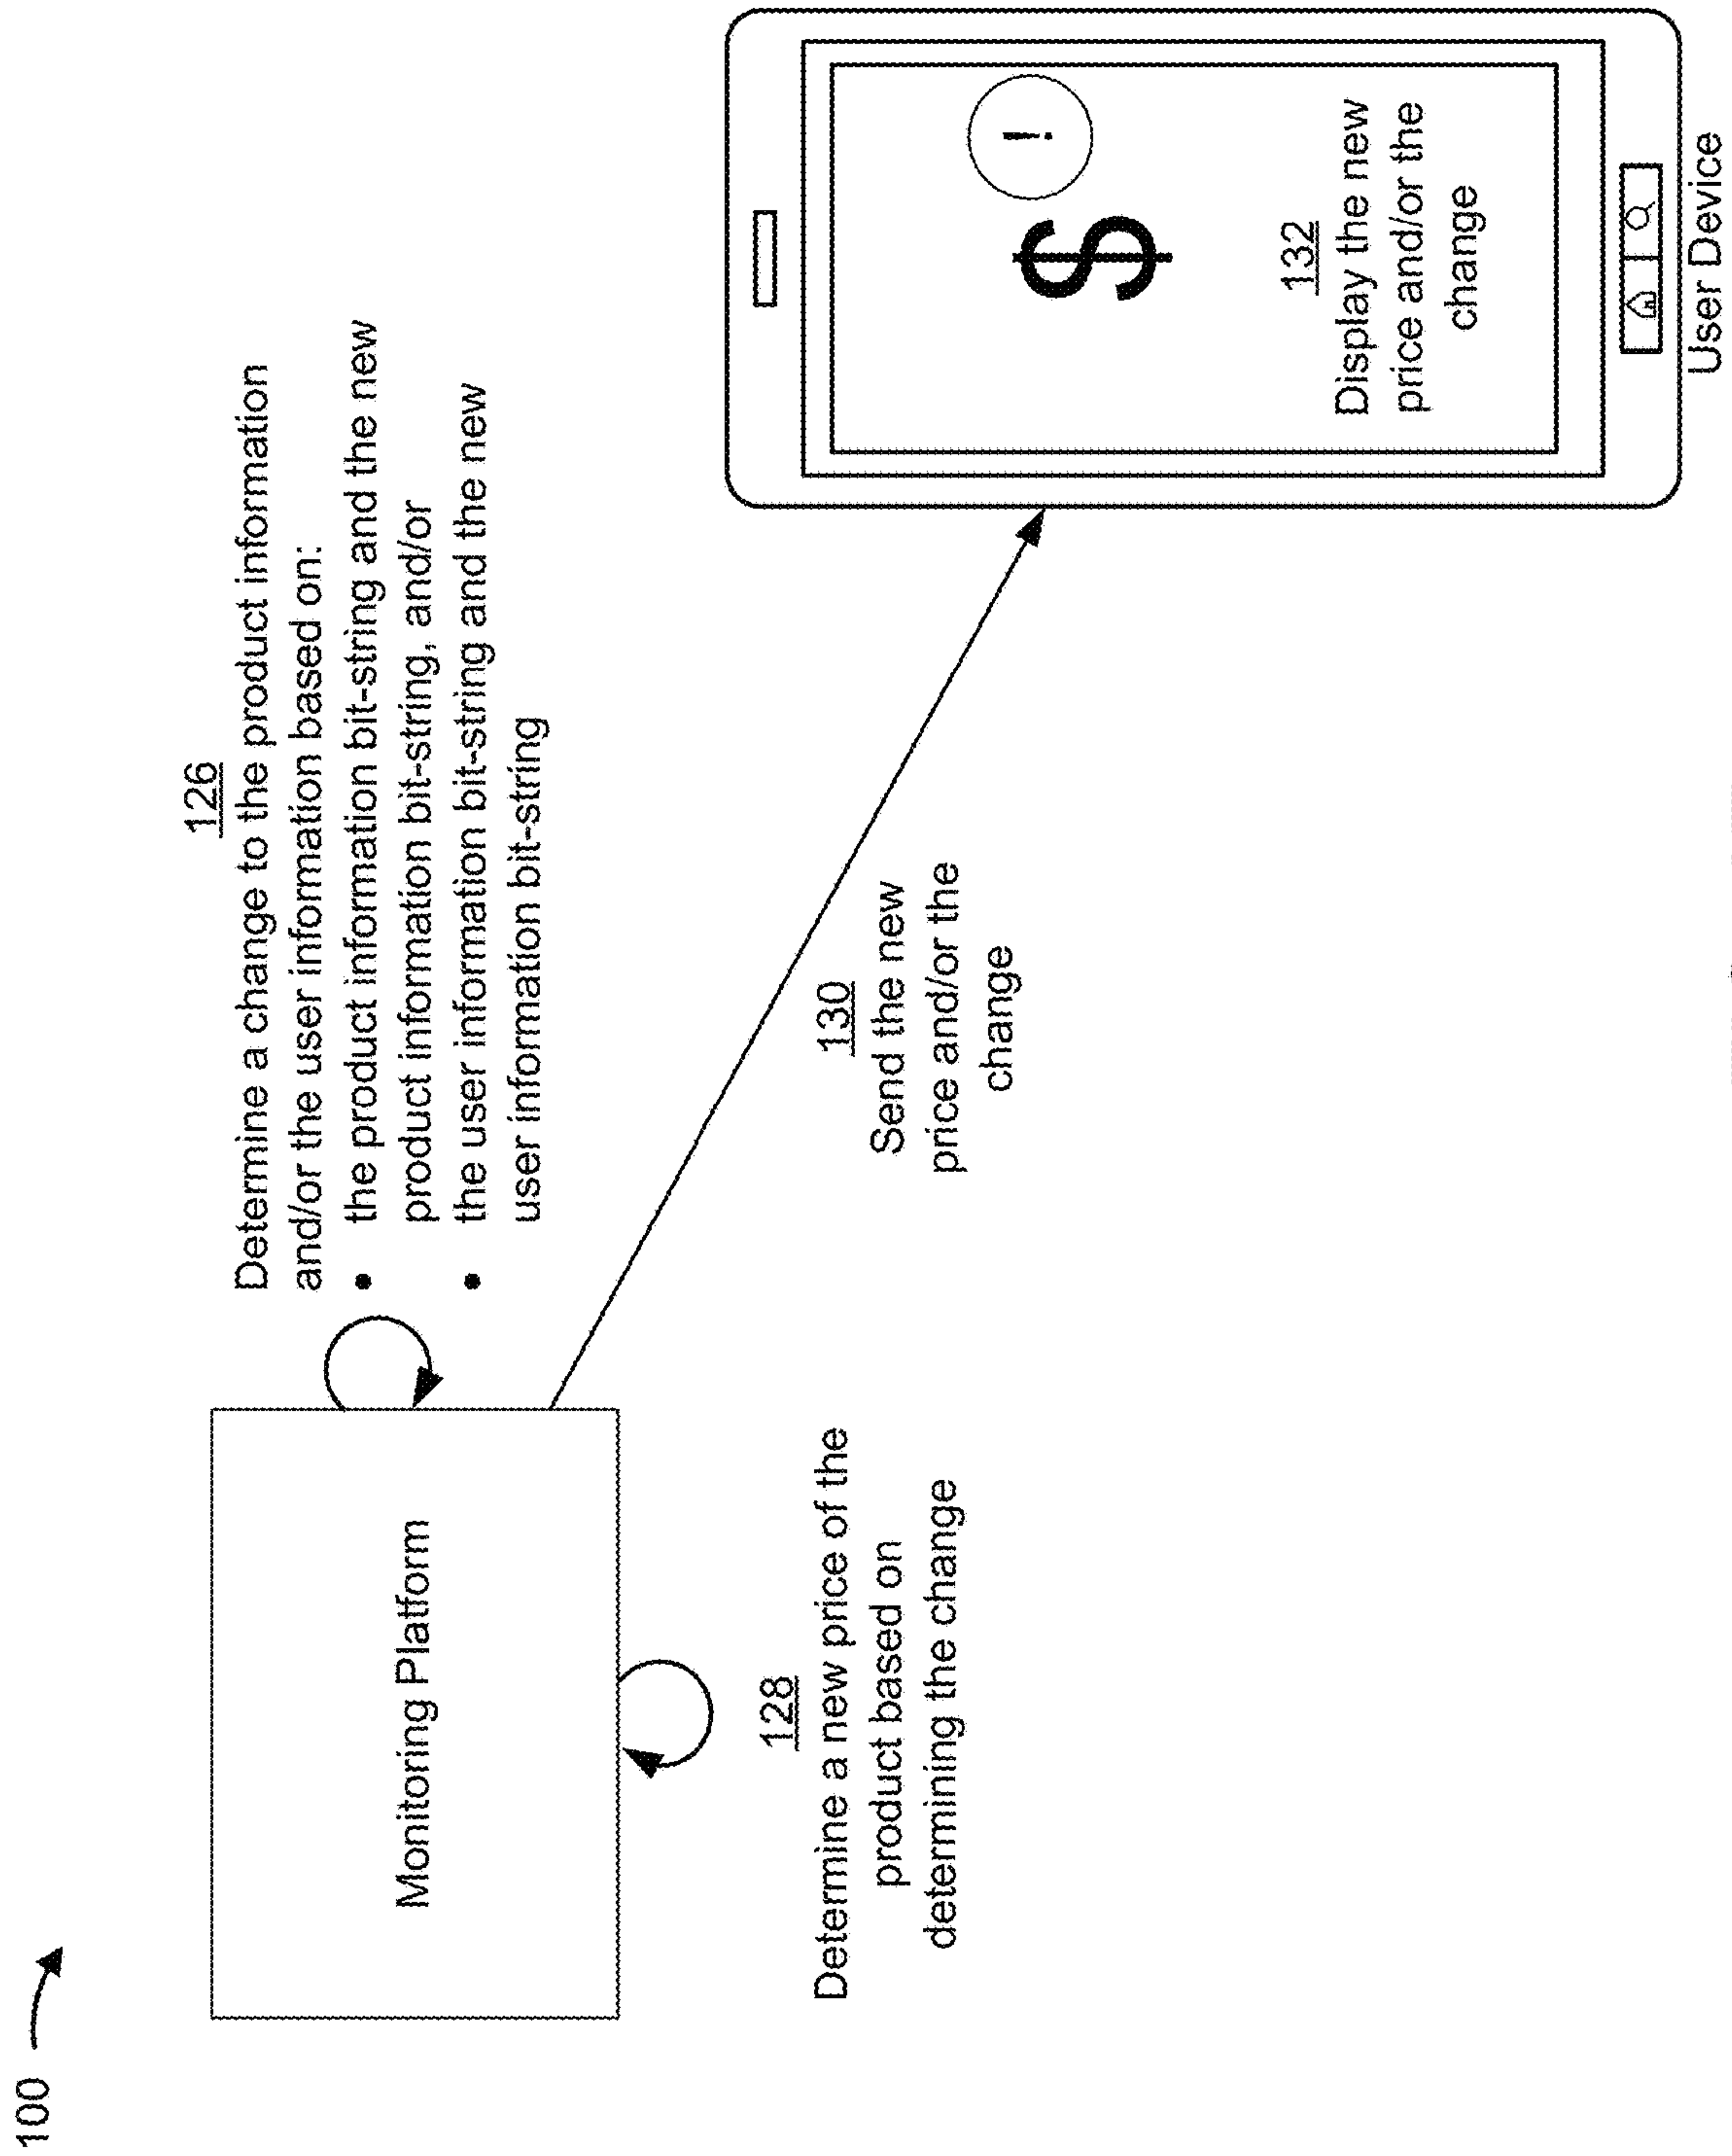 100
126
Determine a change to the product information
and/or the user information based on:
• the product information bit-string and the new
product information bit-string, and/or
• the user information bit-string and the new
user information bit-string
Monitoring Platform
128
Determine a new price of the
product based on
determining the change
130
Send the new
price and/or the
change
$
!
132
Display the new
price and/or the
change
User Device